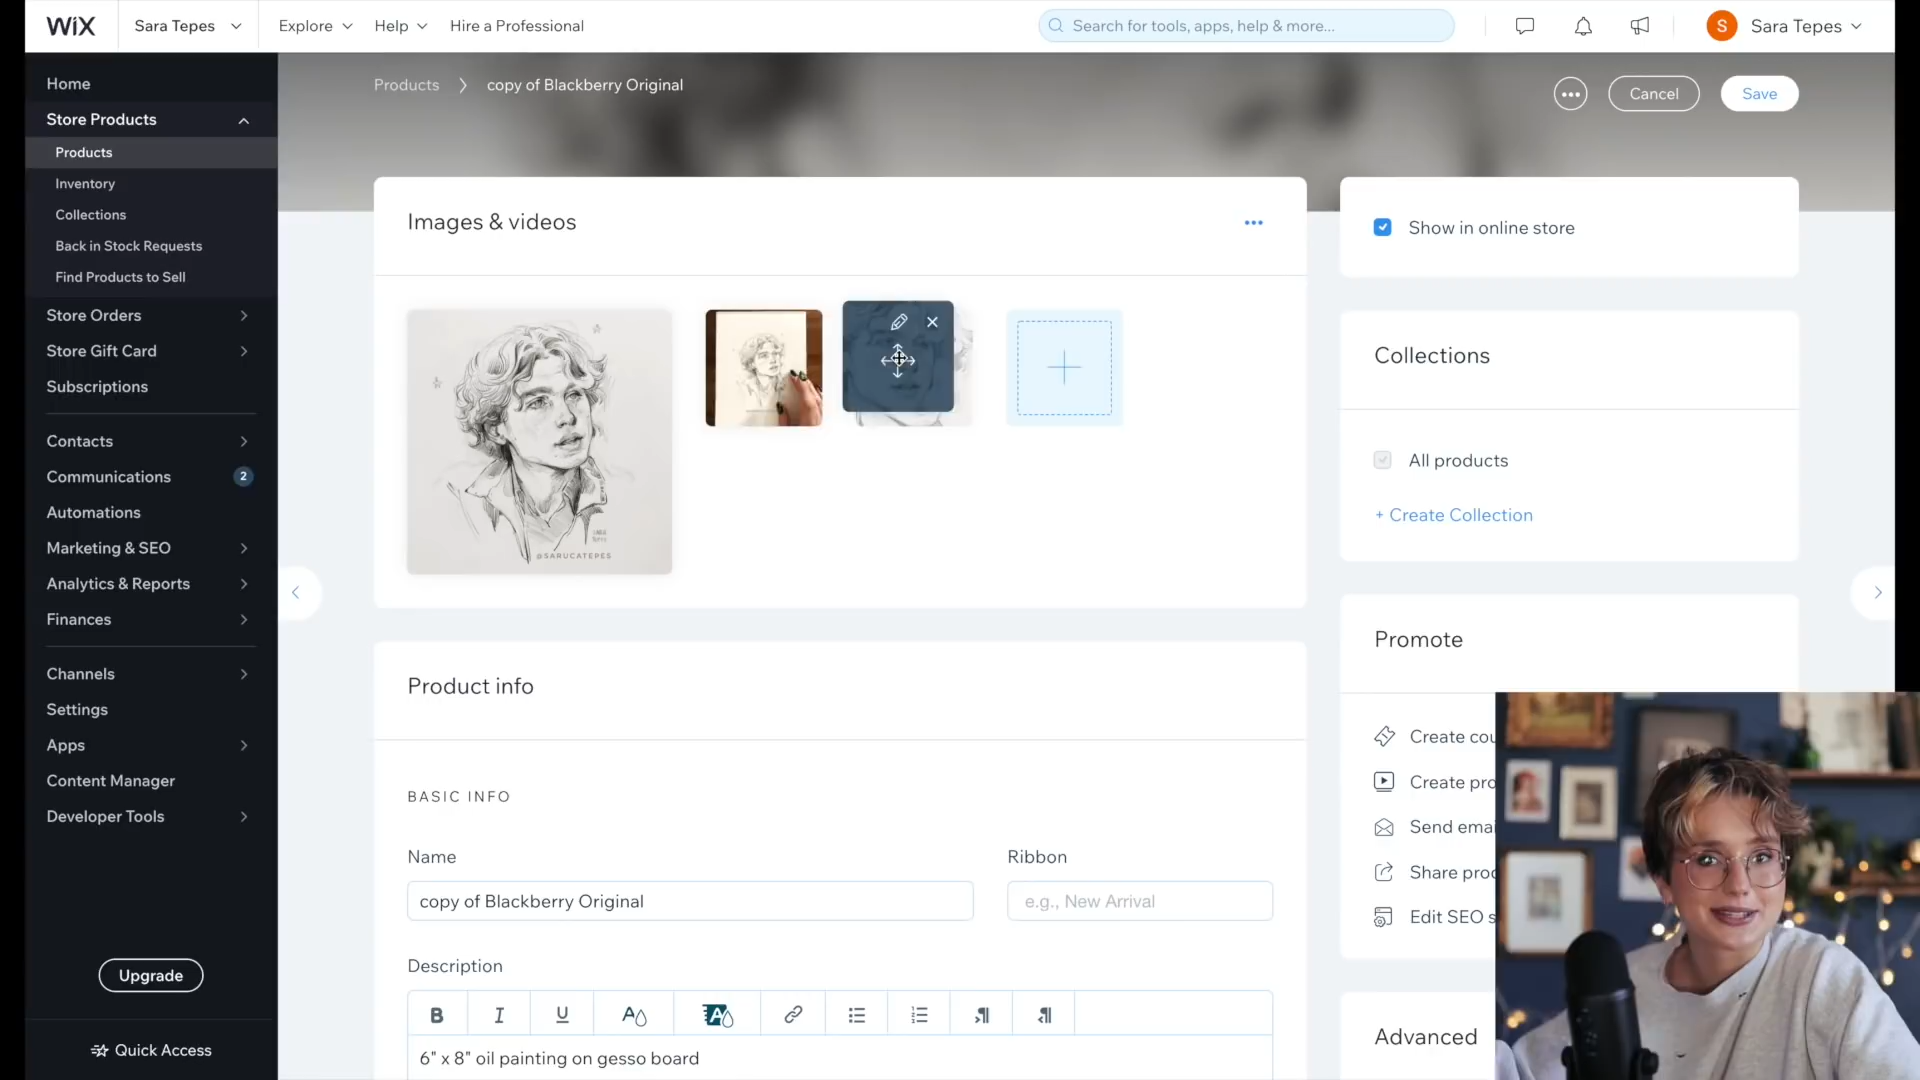 WiX
Sara Tepes
Explore
Help
Hire a Professional
Search for tools, apps, help & more...
S
Sara Tepes
Home
Store Products
Products
Inventory
Collections
Back in Stock Requests
Find Products to Sell
Store Orders
Store Gift Card
Subscriptions
Contacts
Communications
2
Automations
Marketing & SEO
Analytics & Reports
Finances
Channels
Settings
Apps
Content Manager
Developer Tools
Upgrade
Quick Access
Products
copy of Blackberry Original
Cancel
Save
Images & videos
@SARUCATEPES
Product info
BASIC INFO
Name
Ribbon
copy of Blackberry Original
e.g., New Arrival
Description
B I U A A
6" x 8" oil painting on gesso board
Show in online store
Collections
All products
+ Create Collection
Promote
Create cou
Create pro
Send emai
Share proc
Edit SEO s
Advanced